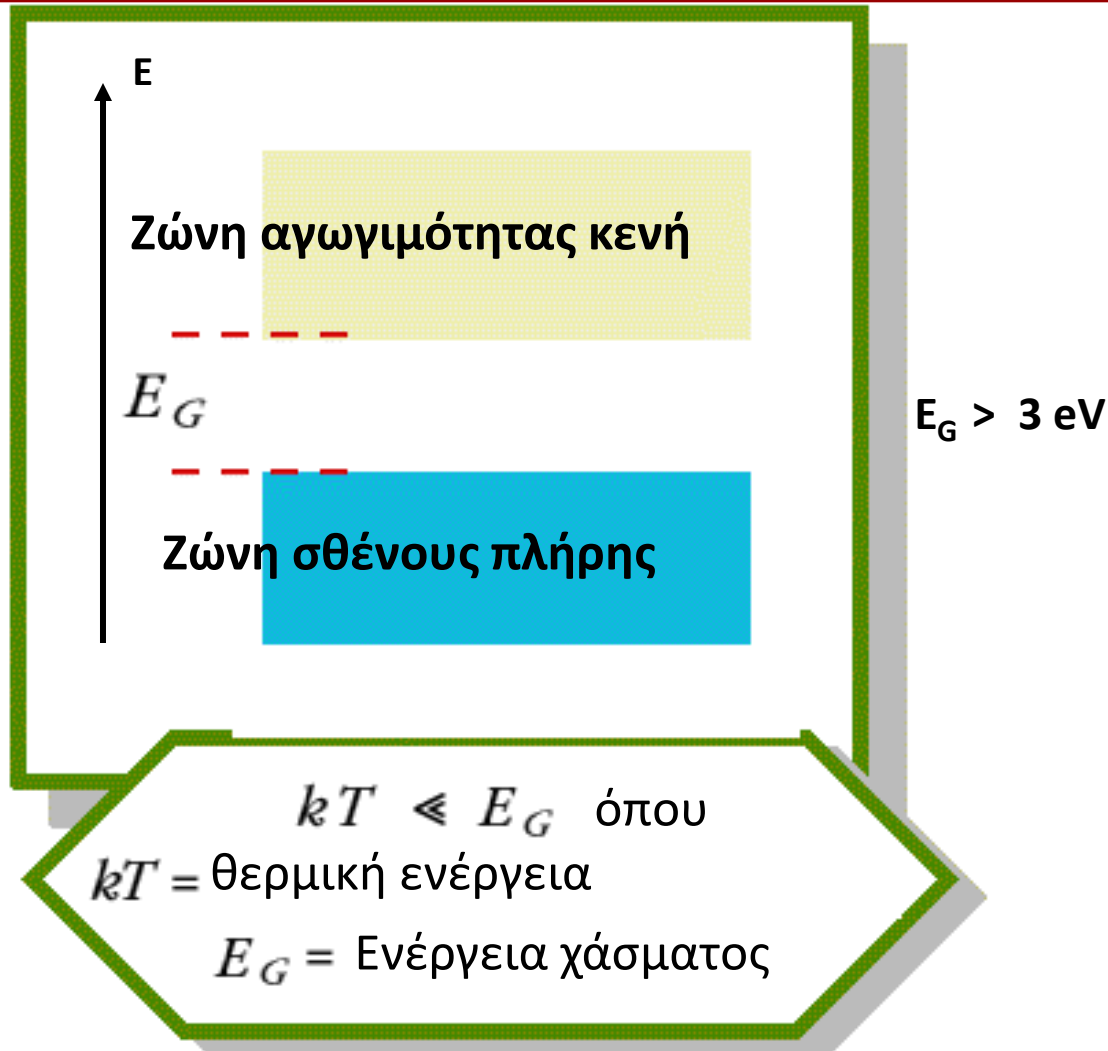 E
Ζώνη αγωγιμότητας κενή
E_G
E_G > 3 eV
Ζώνη σθένους πλήρης
kT ≪ E_G όπου
kT = θερμική ενέργεια
E_G = Ενέργεια χάσματος